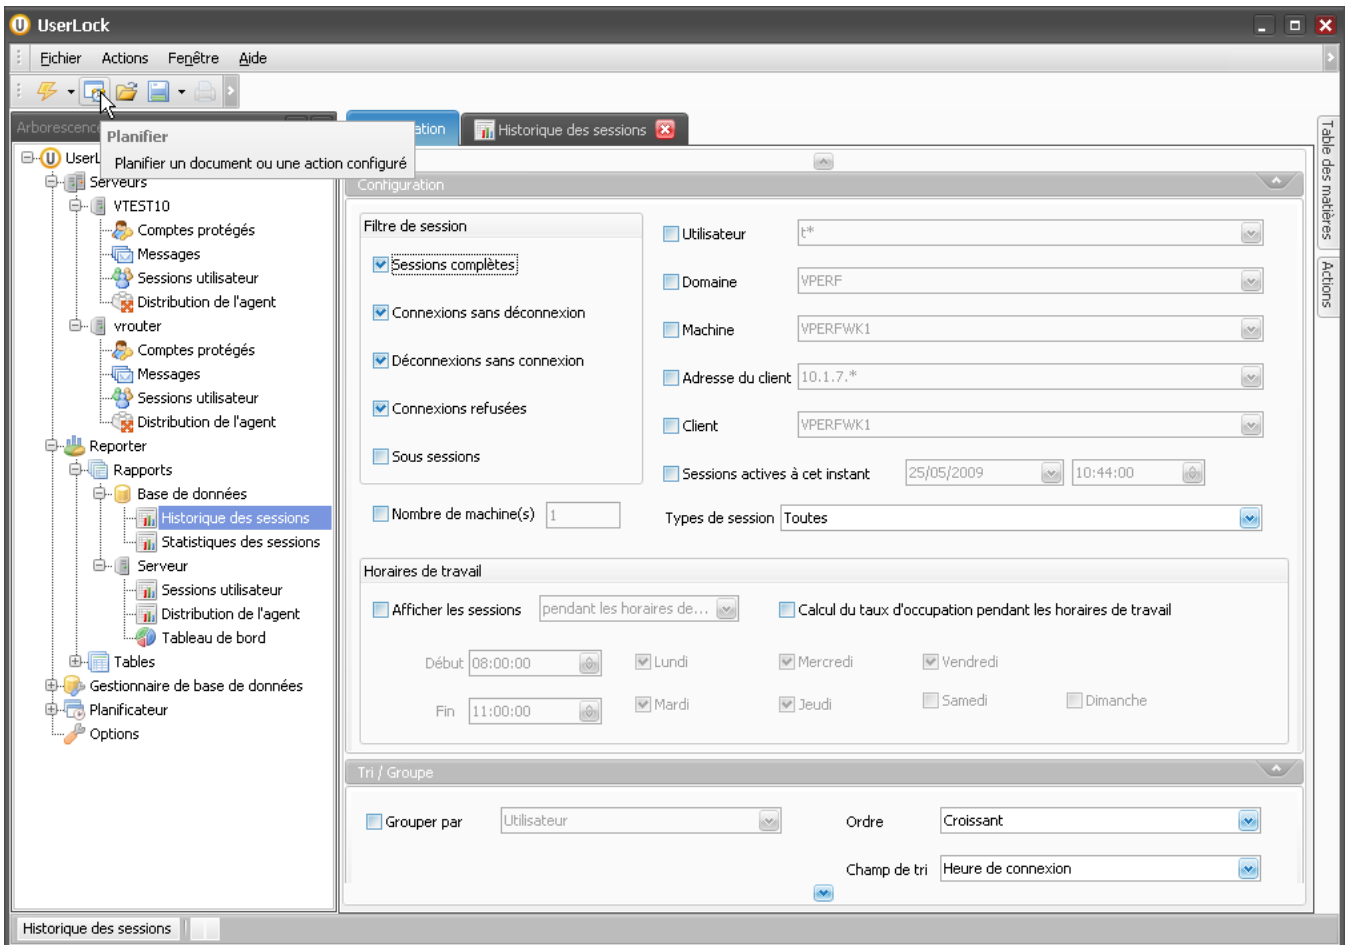 UserLock
Fichier Actions Fenêtre Aide
Arborescence
Planifier
Planifier un document ou une action configuré
Historique des sessions
UserL
Serveurs
VTEST10
Comptes protégés
Messages
Sessions utilisateur
Distribution de l'agent
vrouter
Comptes protégés
Messages
Sessions utilisateur
Distribution de l'agent
Reporter
Rapports
Base de données
Historique des sessions
Statistiques des sessions
Serveur
Sessions utilisateur
Distribution de l'agent
Tableau de bord
Tables
Gestionnaire de base de données
Planificateur
Options
Configuration
Filtre de session
Sessions complètes
Connexions sans déconnexion
Déconnexions sans connexion
Connexions refusées
Sous sessions
Nombre de machine(s) 1
Utilisateur t*
Domaine VPERF
Machine VPERFWK1
Adresse du client 10.1.7.*
Client VPERFWK1
Sessions actives à cet instant 25/05/2009 10:44:00
Types de session Toutes
Horaires de travail
Afficher les sessions pendant les horaires de... Calcul du taux d'occupation pendant les horaires de travail
Début 08:00:00 Lundi Mercredi Vendredi
Fin 11:00:00 Mardi Jeudi Samedi Dimanche
Tri / Groupe
Grouper par Utilisateur Ordre Croissant
Champ de tri Heure de connexion
Table des matières
Actions
Historique des sessions